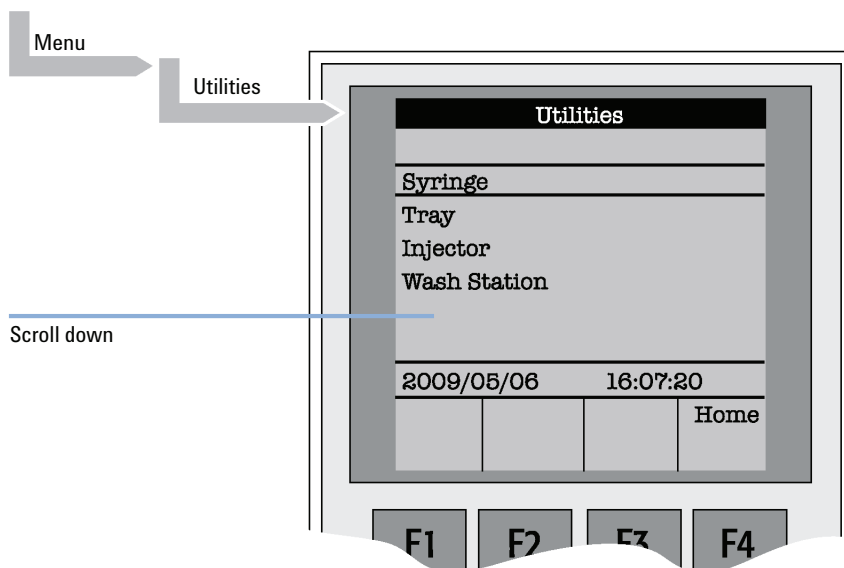 Menu
Utilities
Utilities
Syringe
Tray
Injector
Wash Station
Scroll down
2009/05/06 16:07:20
Home
F1 F2 F3 F4